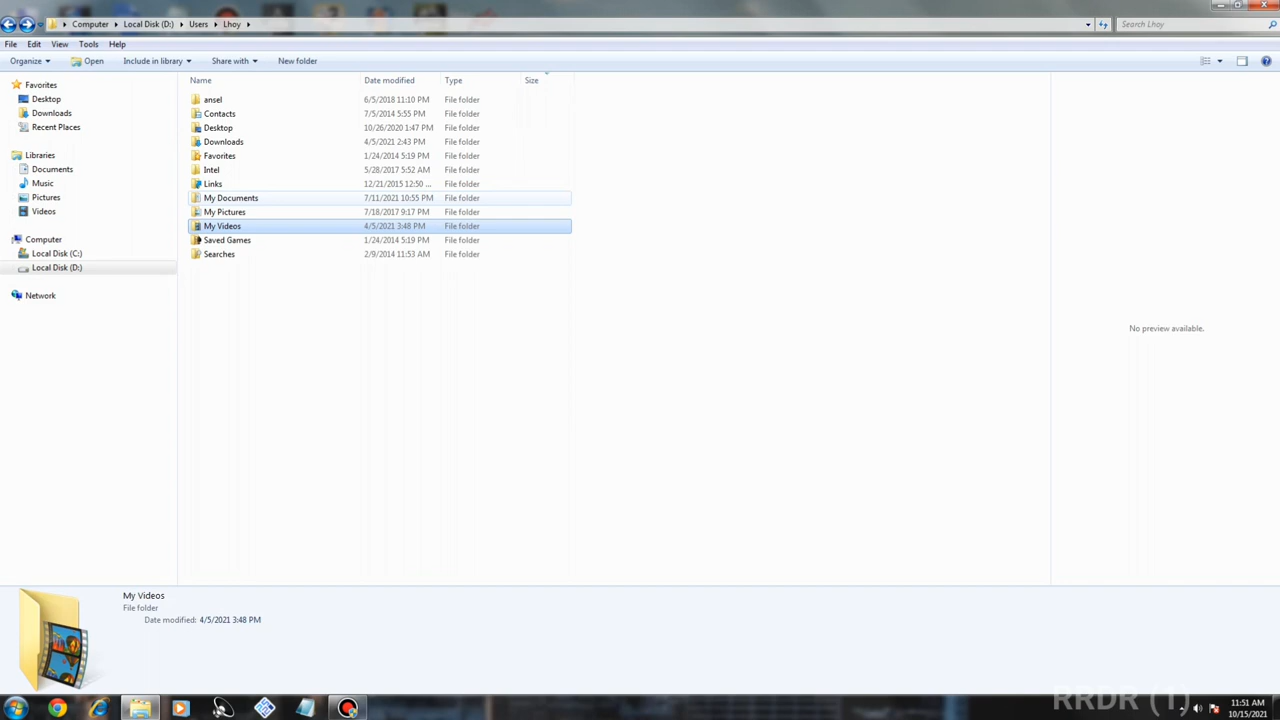 Computer Local Disk (D:) Users Lhoy Search Lhoy
File Edit View Tools Help
Organize Open Include in library Share with New folder
Favorites
Desktop
Downloads
Recent Places
Libraries
Documents
Music
Pictures
Videos
Computer
Local Disk (C:)
Local Disk (D:)
Network
Name Date modified Type Size
ansel 6/5/2018 11:10 PM File folder
Contacts 7/5/2014 5:55 PM File folder
Desktop 10/26/2020 1:47 PM File folder
Downloads 4/5/2021 2:43 PM File folder
Favorites 1/24/2014 5:19 PM File folder
Intel 5/28/2017 5:52 AM File folder
Links 12/21/2015 12:50 ... File folder
My Documents 7/11/2021 10:55 PM File folder
My Pictures 7/18/2017 9:17 PM File folder
My Videos 4/5/2021 3:48 PM File folder
Saved Games 1/24/2014 5:19 PM File folder
Searches 2/9/2014 11:53 AM File folder
No preview available.
My Videos
File folder
Date modified: 4/5/2021 3:48 PM
RRDR (T)
11:51 AM
10/15/2021